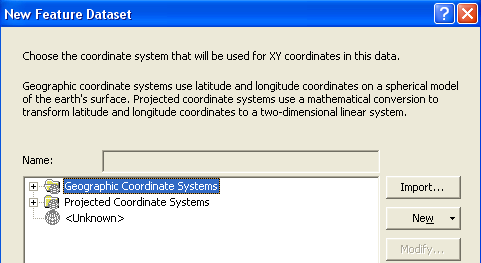 New Feature Dataset
Choose the coordinate system that will be used for XY coordinates in this data.
Geographic coordinate systems use latitude and longitude coordinates on a spherical model
of the earth's surface. Projected coordinate systems use a mathematical conversion to
transform latitude and longitude coordinates to a two-dimensional linear system.
Name:
Geographic Coordinate Systems
Projected Coordinate Systems
<Unknown>
Import...
New
Modify...